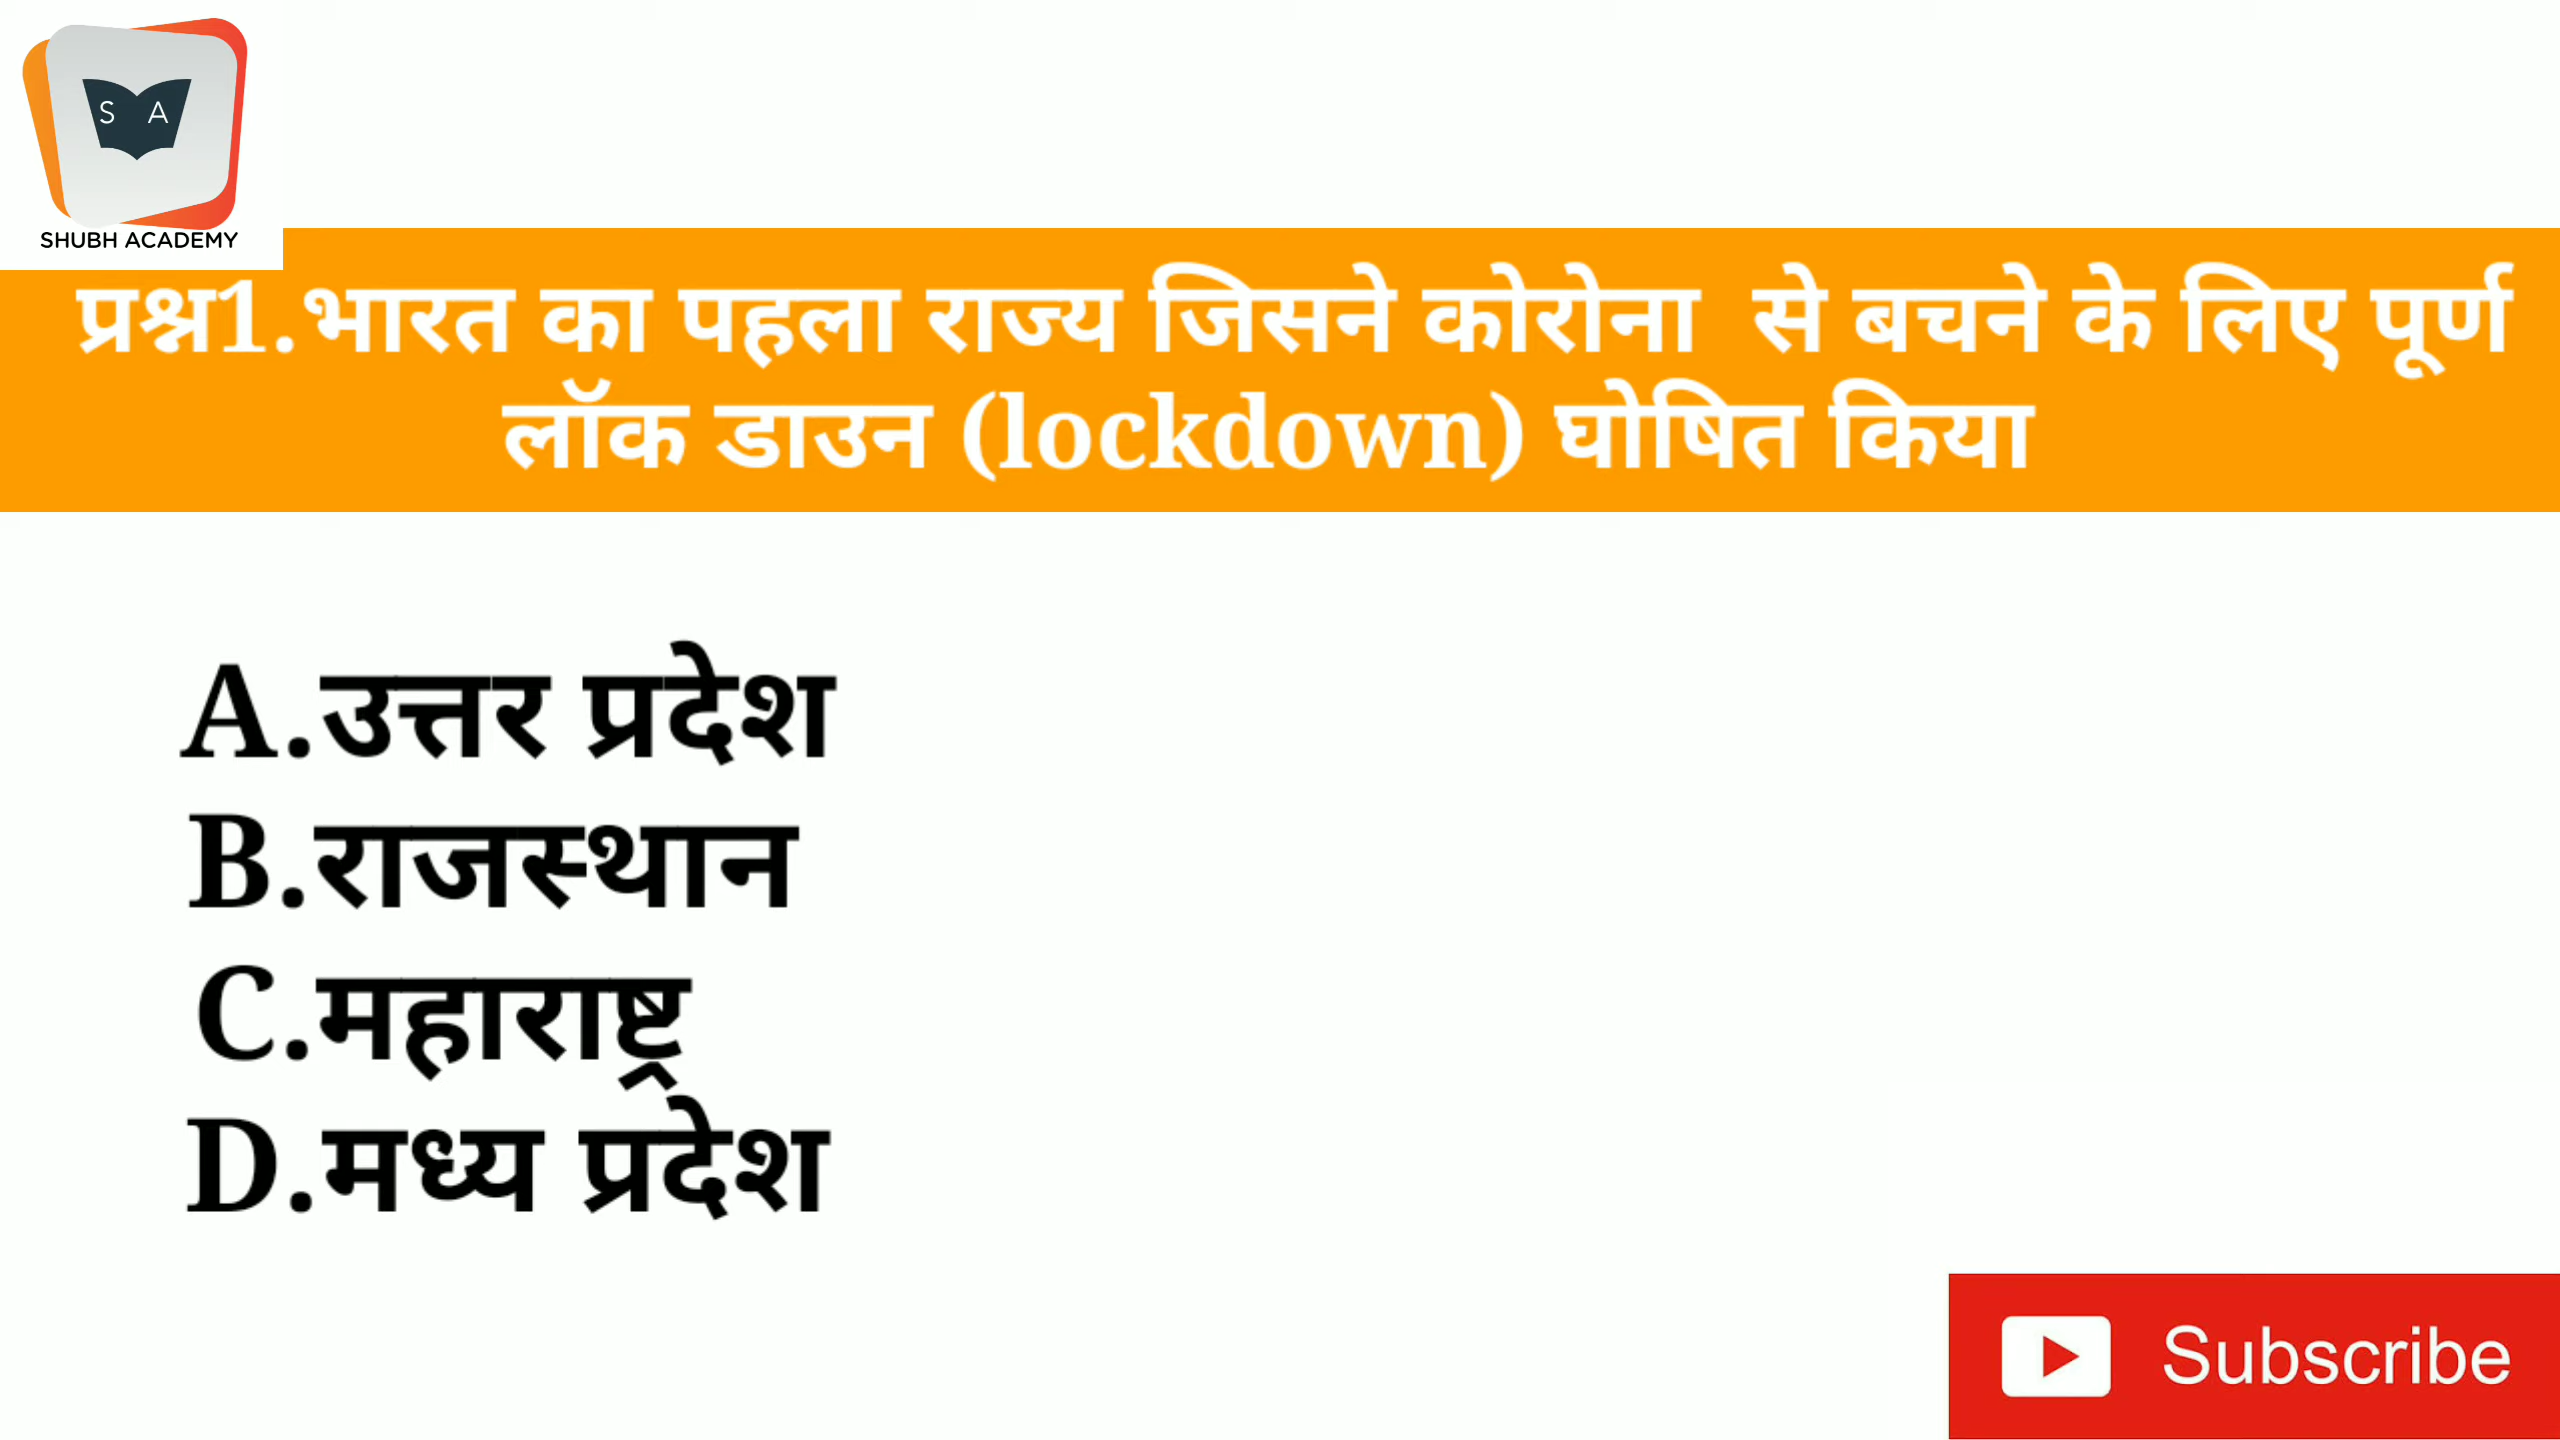 S A
SHUBH ACADEMY
प्रश्न1.भारत का पहला राज्य जिसने कोरोना से बचने के लिए पूर्ण
लॉक डाउन (lockdown) घोषित किया
A.उत्तर प्रदेश
B.राजस्थान
C.महाराष्ट्र
D.मध्य प्रदेश
Subscribe